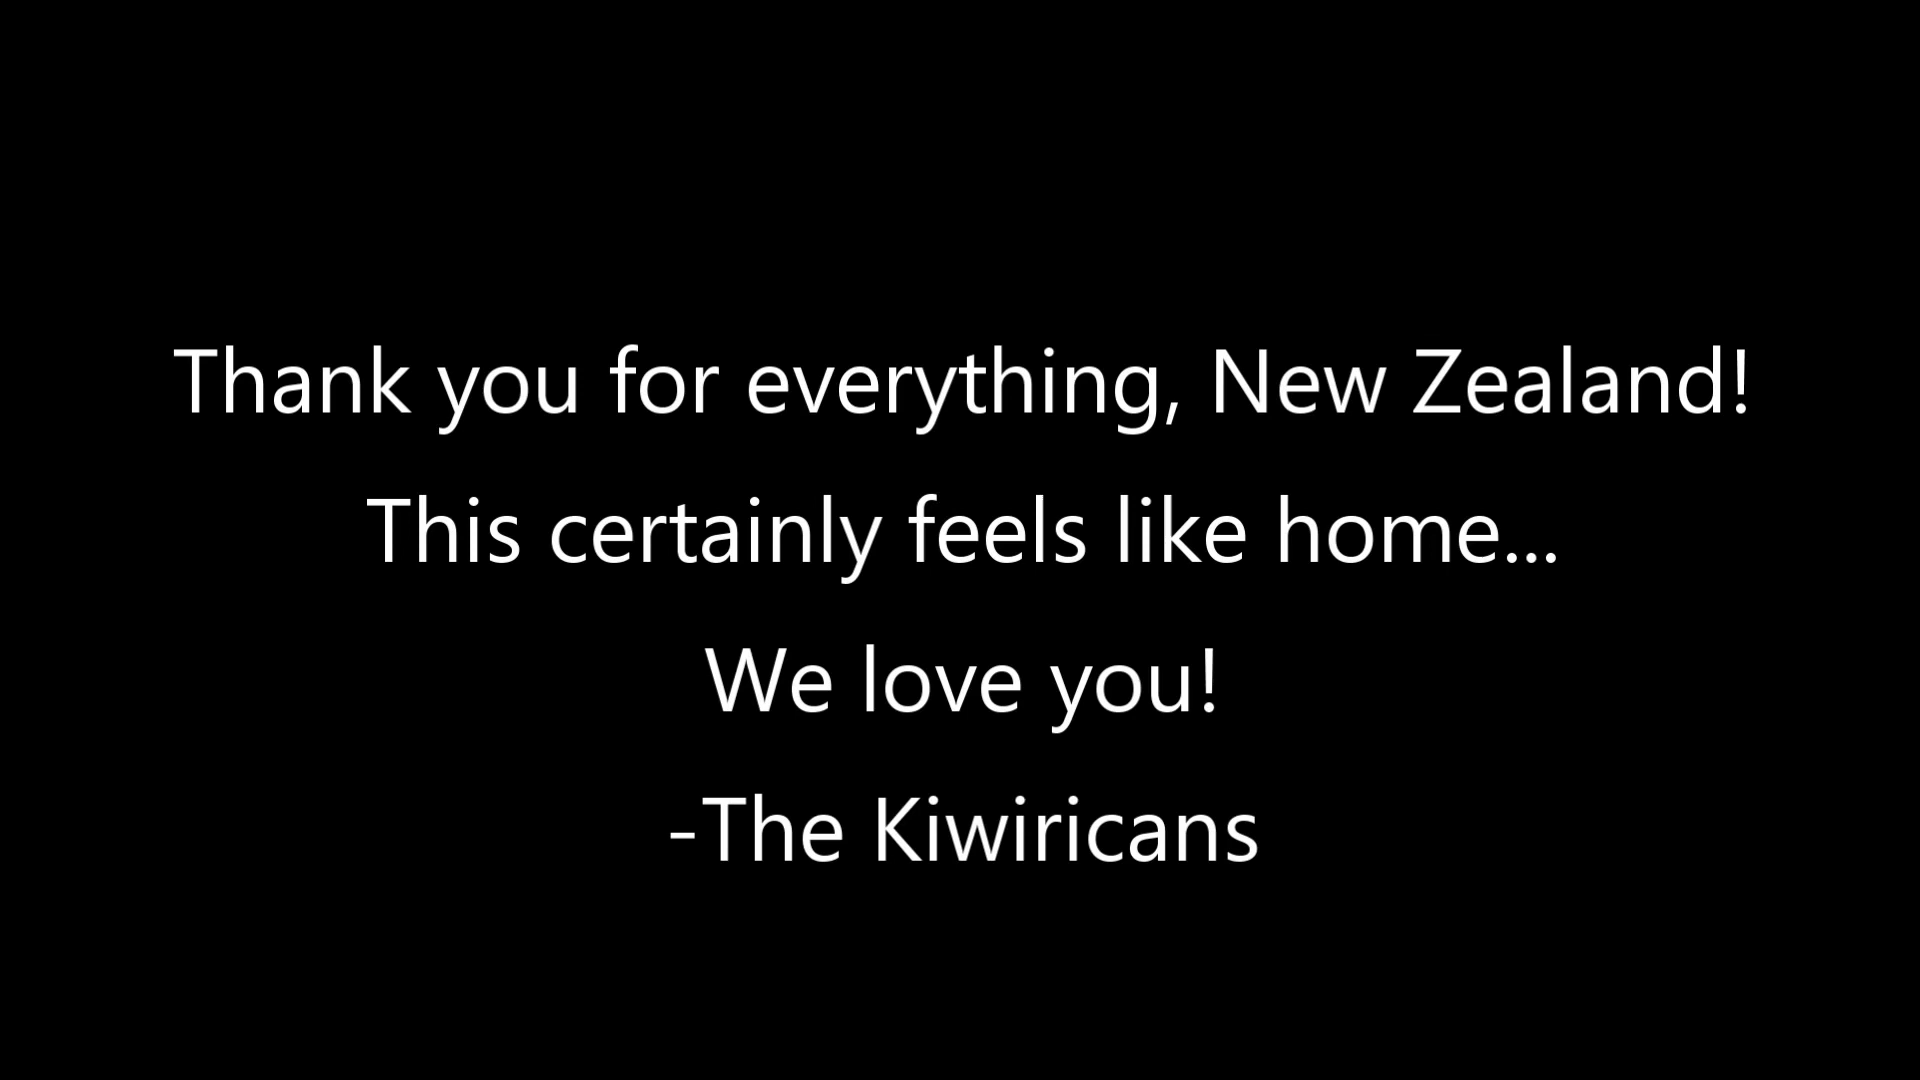 Thank you for everything, New Zealand!
This certainly feels like home...
We love you!
-The Kiwiricans